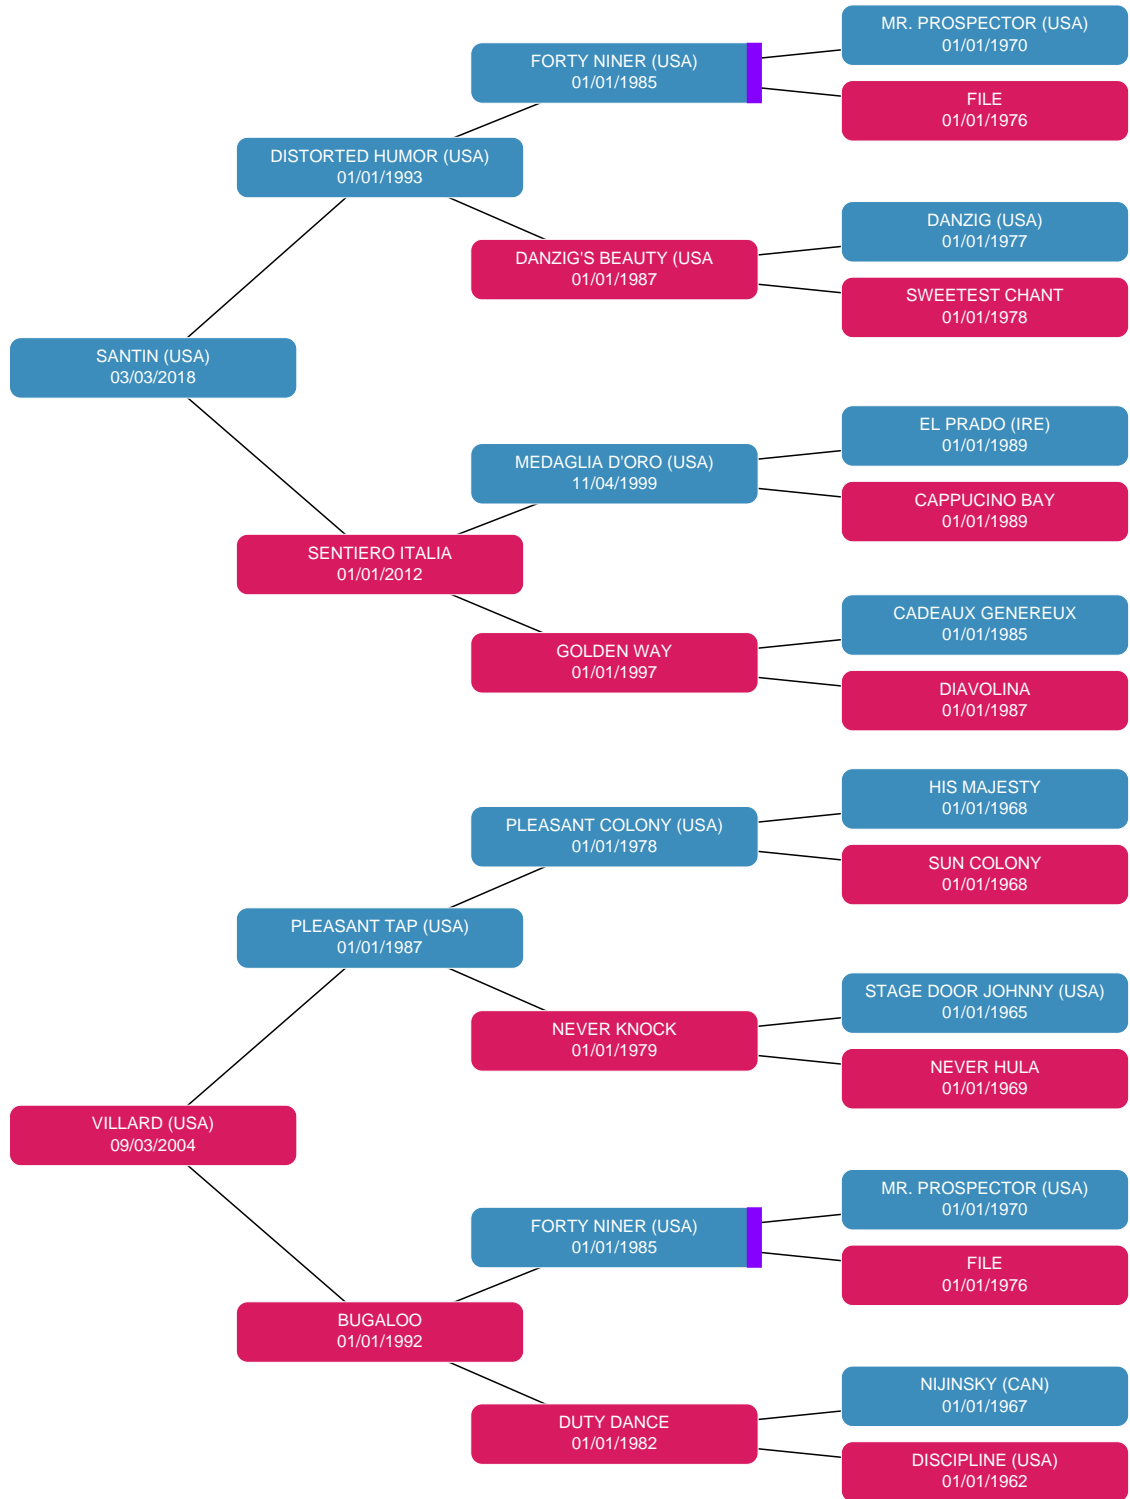 MR. PROSPECTOR (USA)
01/01/1970
FORTY NINER (USA)
01/01/1985
FILE
01/01/1976
DISTORTED HUMOR (USA)
01/01/1993
DANZIG (USA)
01/01/1977
DANZIG'S BEAUTY (USA
01/01/1987
SWEETEST CHANT
01/01/1978
SANTIN (USA)
03/03/2018
EL PRADO (IRE)
01/01/1989
MEDAGLIA D'ORO (USA)
11/04/1999
CAPPUCINO BAY
01/01/1989
SENTIERO ITALIA
01/01/2012
CADEAUX GENEREUX
01/01/1985
GOLDEN WAY
01/01/1997
DIAVOLINA
01/01/1987
HIS MAJESTY
01/01/1968
PLEASANT COLONY (USA)
01/01/1978
SUN COLONY
01/01/1968
PLEASANT TAP (USA)
01/01/1987
STAGE DOOR JOHNNY (USA)
01/01/1965
NEVER KNOCK
01/01/1979
NEVER HULA
01/01/1969
VILLARD (USA)
09/03/2004
MR. PROSPECTOR (USA)
01/01/1970
FORTY NINER (USA)
01/01/1985
FILE
01/01/1976
BUGALOO
01/01/1992
NIJINSKY (CAN)
01/01/1967
DUTY DANCE
01/01/1982
DISCIPLINE (USA)
01/01/1962